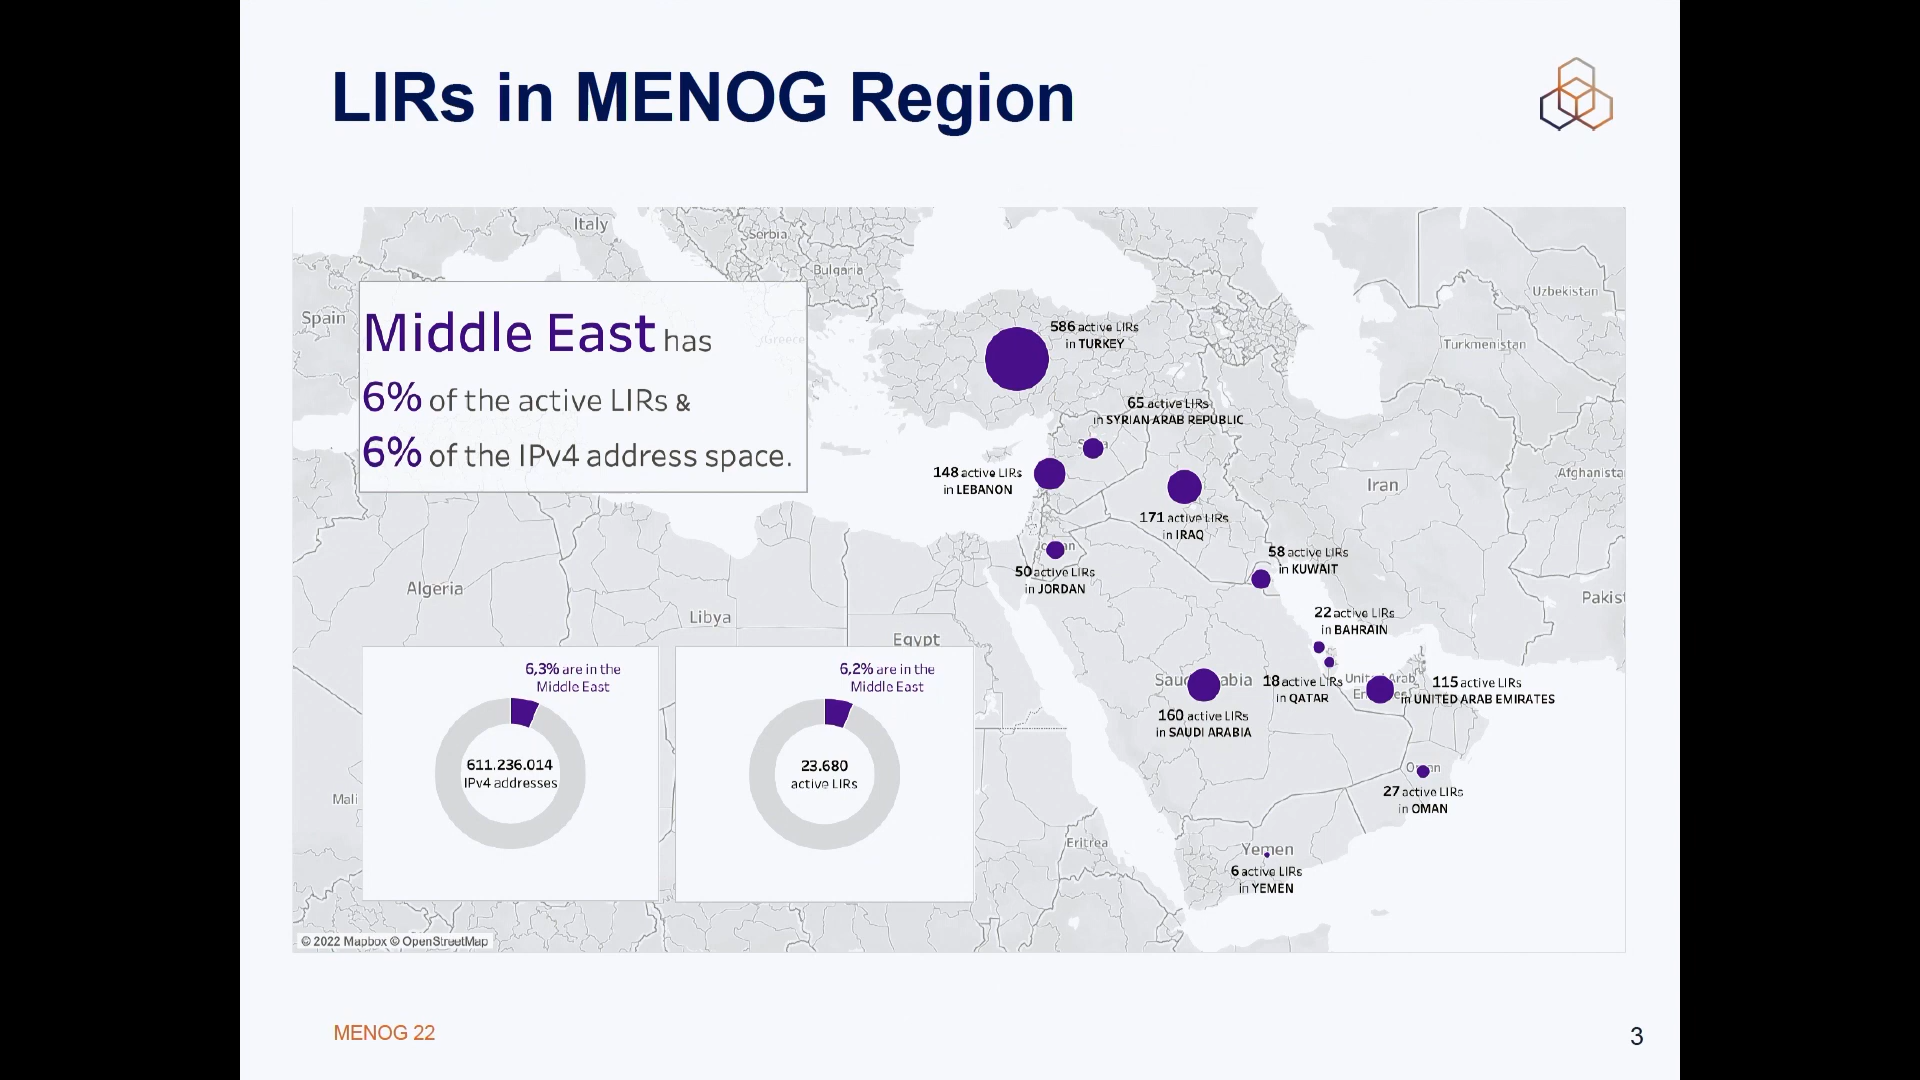 LIRs in MENOG Region
Italy
Serbia
Bulgaria
Spain
Greece
Uzbekistan
Turkmenistan
Middle East has
6% of the active LIRs &
6% of the IPv4 address space.
586 active LIRs
in TURKEY
65 active LIRs
in SYRIAN ARAB REPUBLIC
148 active LIRs
in LEBANON
171 active LIRs
in IRAQ
Iran
Afghanista
50 active LIRs
in JORDAN
58 active LIRs
in KUWAIT
Pakist
22 active LIRs
in BAHRAIN
Algeria
Libya
Egypt
18 active LIRs
in QATAR
115 active LIRs
in UNITED ARAB EMIRATES
160 active LIRs
in SAUDI ARABIA
27 active LIRs
in OMAN
Yemen
6 active LIRs
in YEMEN
Eritrea
Mali
6,3% are in the
Middle East
611.236.014
IPv4 addresses
6,2% are in the
Middle East
23.680
active LIRs
© 2022 Mapbox © OpenStreetMap
MENOG 22
3